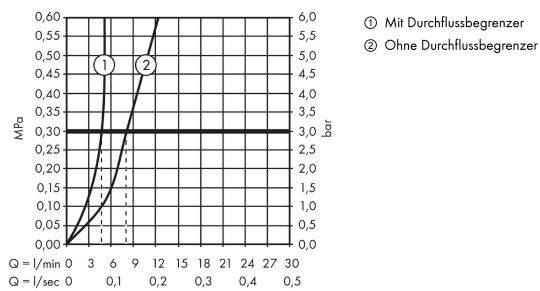 0,60 6,0
0,55 5,5
0,50 5,0
0,45 4,5
0,40 4,0
0,35 3,5
0,30 3,0
0,25 2,5
0,20 2,0
0,15 1,5
0,10 1,0
0,05 0,5
0,00 0,0
MPa
bar
1
2
Q = l/min 0 3 6 9 12 15 18 21 24 27 30
Q = l/sec 0 0,1 0,2 0,3 0,4 0,5
1 Mit Durchflussbegrenzer
2 Ohne Durchflussbegrenzer